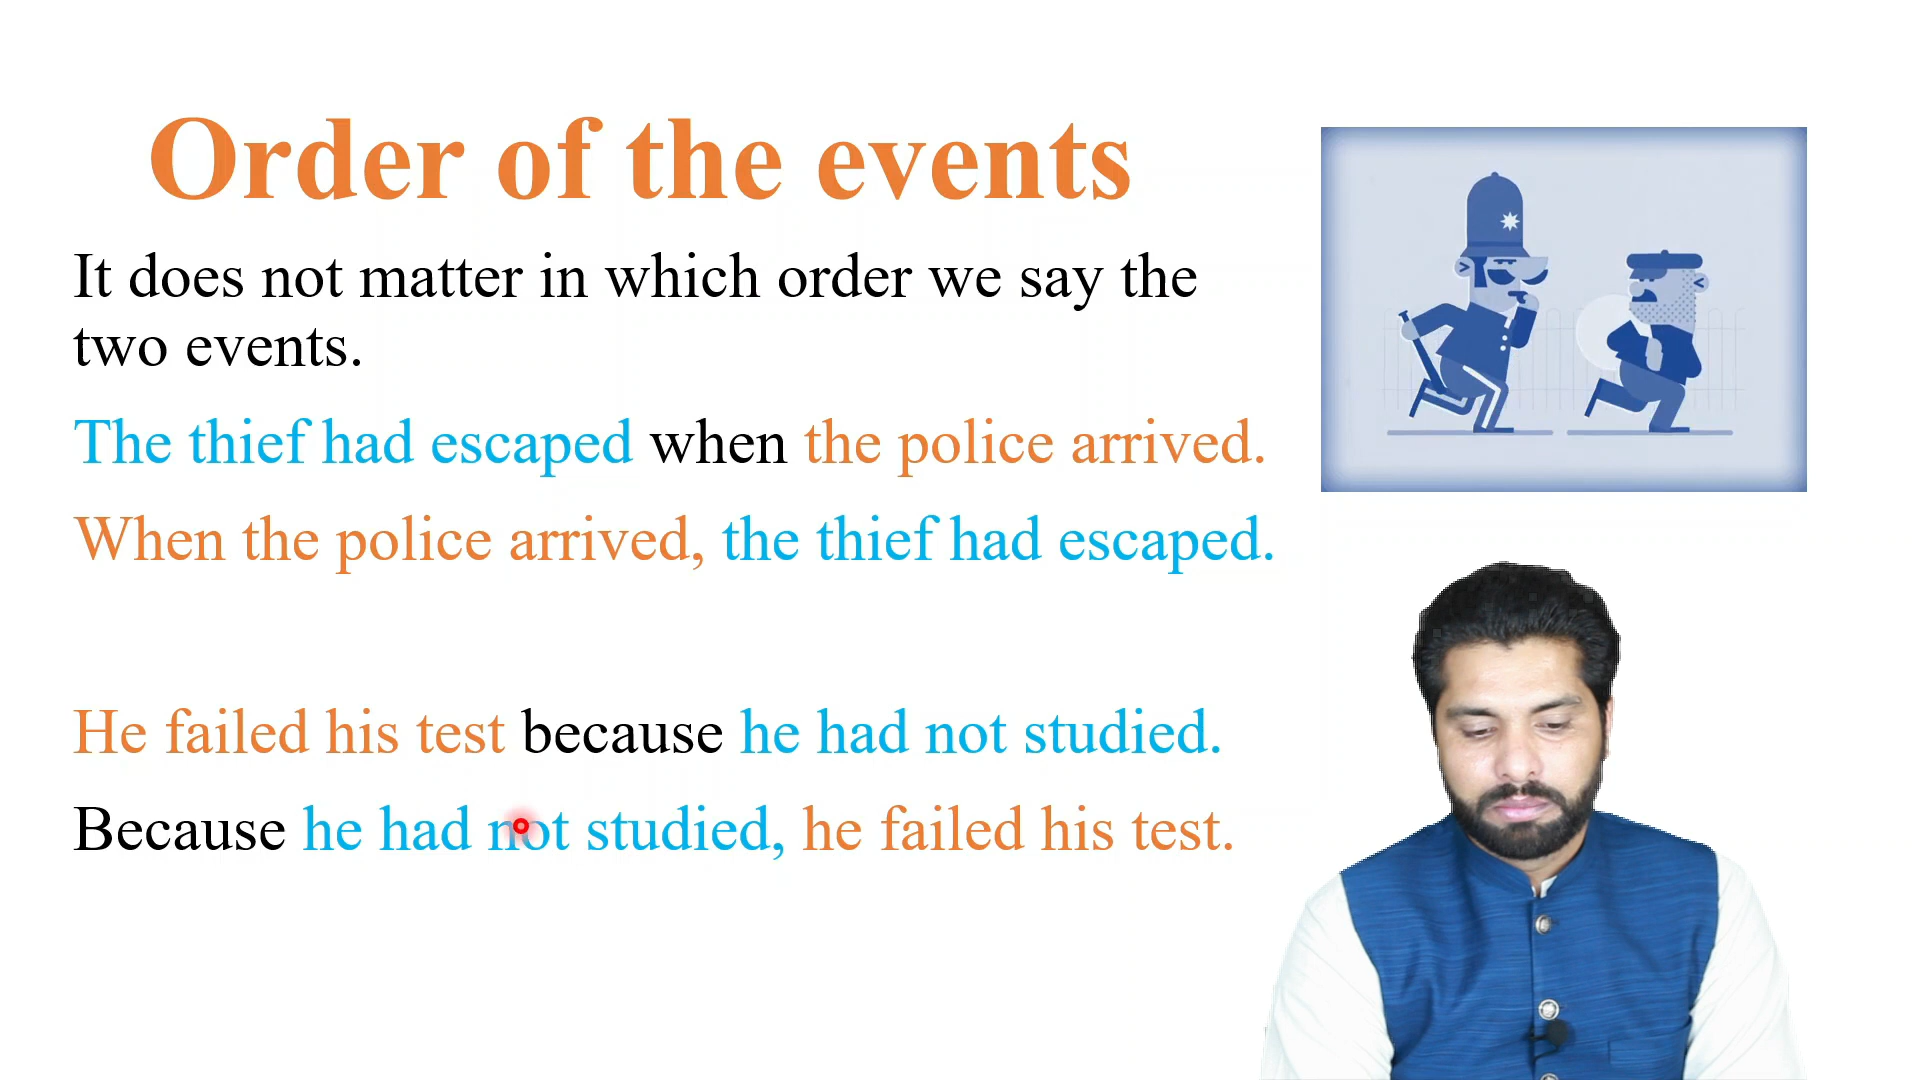 Order of the events
It does not matter in which order we say the
two events.
The thief had escaped when the police arrived.
When the police arrived, the thief had escaped.
He failed his test because he had not studied.
Because he had not studied, he failed his test.